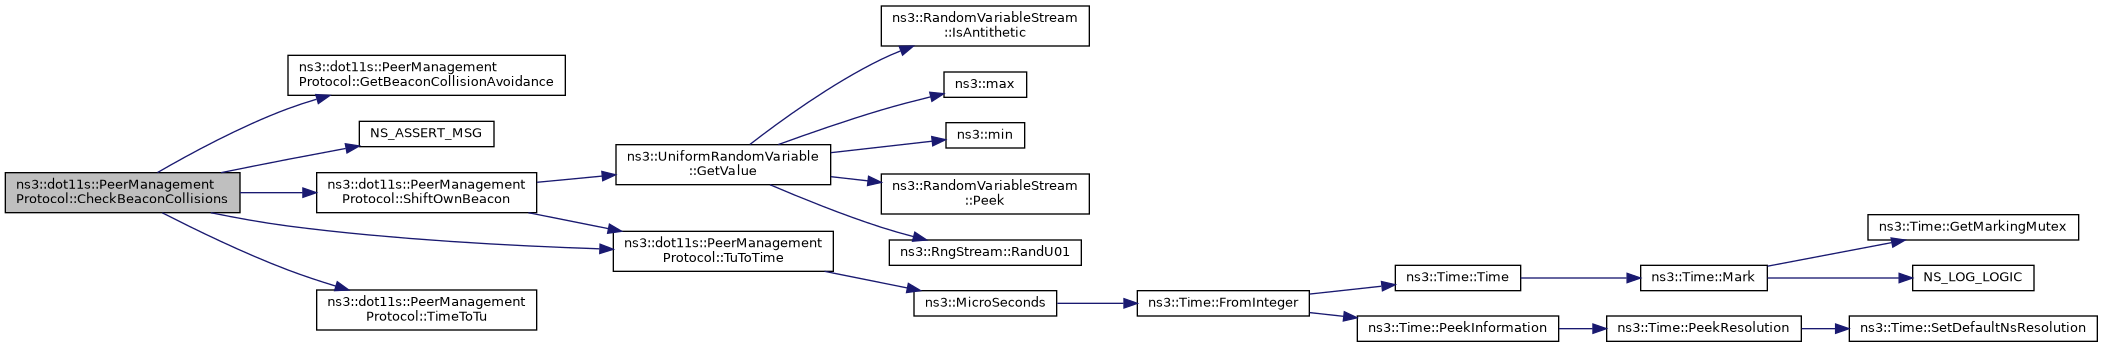 ns3::dot11s::PeerManagement
Protocol::CheckBeaconCollisions
ns3::dot11s::PeerManagement
Protocol::GetBeaconCollisionAvoidance
NS_ASSERT_MSG
ns3::dot11s::PeerManagement
Protocol::ShiftOwnBeacon
ns3::dot11s::PeerManagement
Protocol::TimeToTu
ns3::UniformRandomVariable
::GetValue
ns3::dot11s::PeerManagement
Protocol::TuToTime
ns3::RandomVariableStream
::IsAntithetic
ns3::max
ns3::min
ns3::RandomVariableStream
::Peek
ns3::RngStream::RandU01
ns3::MicroSeconds
ns3::Time::FromInteger
ns3::Time::Time
ns3::Time::PeekInformation
ns3::Time::Mark
ns3::Time::PeekResolution
ns3::Time::GetMarkingMutex
NS_LOG_LOGIC
ns3::Time::SetDefaultNsResolution